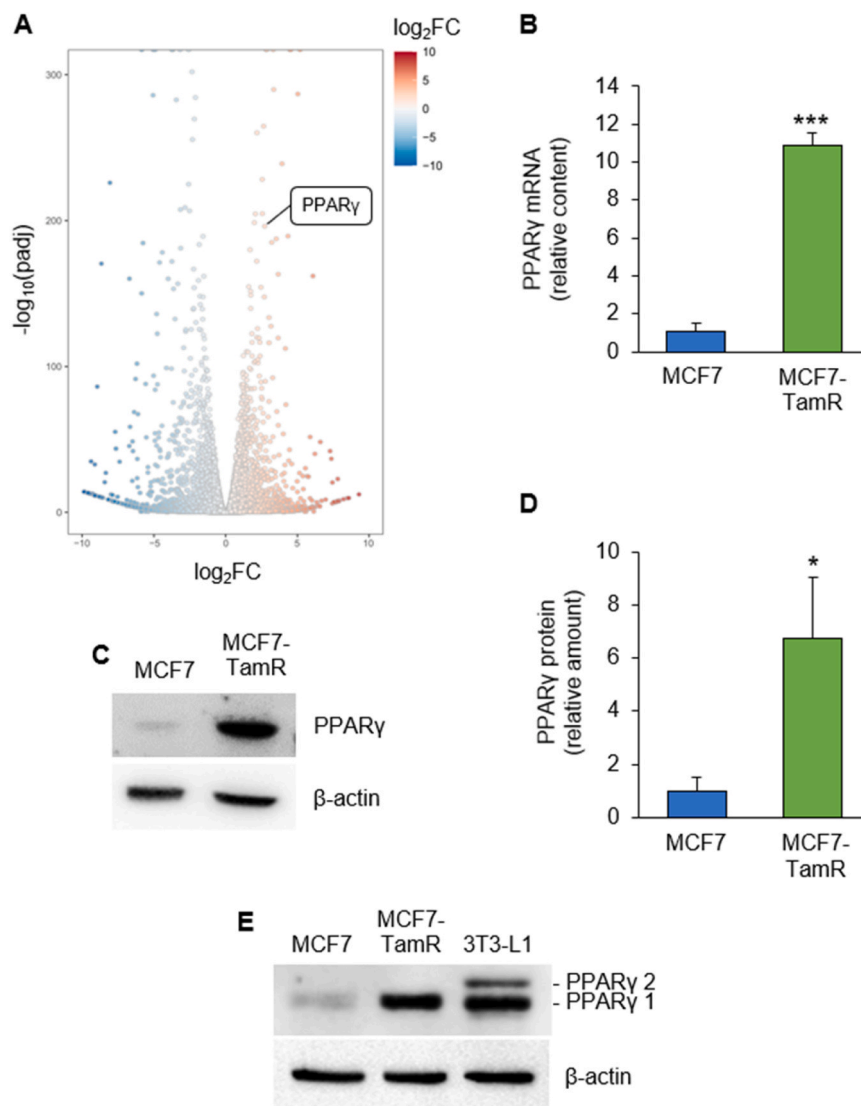 A
log₂FC
10
5
0
−5
−10
300
200
100
0
-log₁₀(padj)
PPARγ
−10
−5
0
5
10
log₂FC
B
14
12
10
8
6
4
2
0
PPARγ mRNA
(relative content)
***
MCF7
MCF7-
TamR
C
MCF7
MCF7-
TamR
PPARγ
β-actin
D
10
8
6
4
2
0
PPARγ protein
(relative amount)
*
MCF7
MCF7-
TamR
E
MCF7
MCF7-
TamR
3T3-L1
- PPARγ 2
- PPARγ 1
β-actin